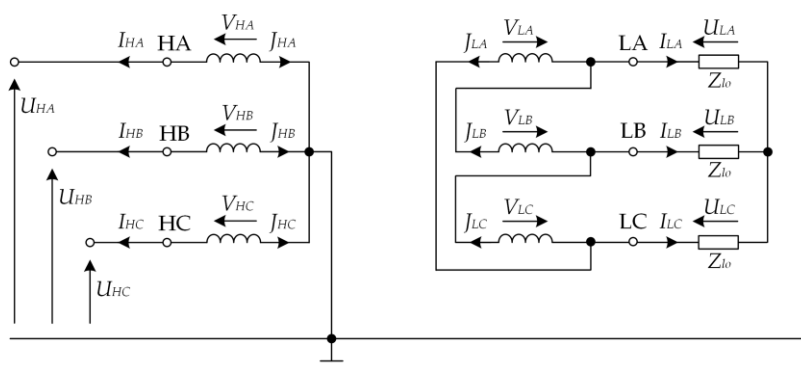 V_HA V_LA
I_HA HA J_HA J_LA LA I_LA U_LA
U_HA Z_lo
V_HB V_LB
I_HB HB J_HB J_LB LB I_LB U_LB
U_HB Z_lo
V_HC V_LC
I_HC HC J_HC J_LC LC I_LC U_LC
U_HC Z_lo